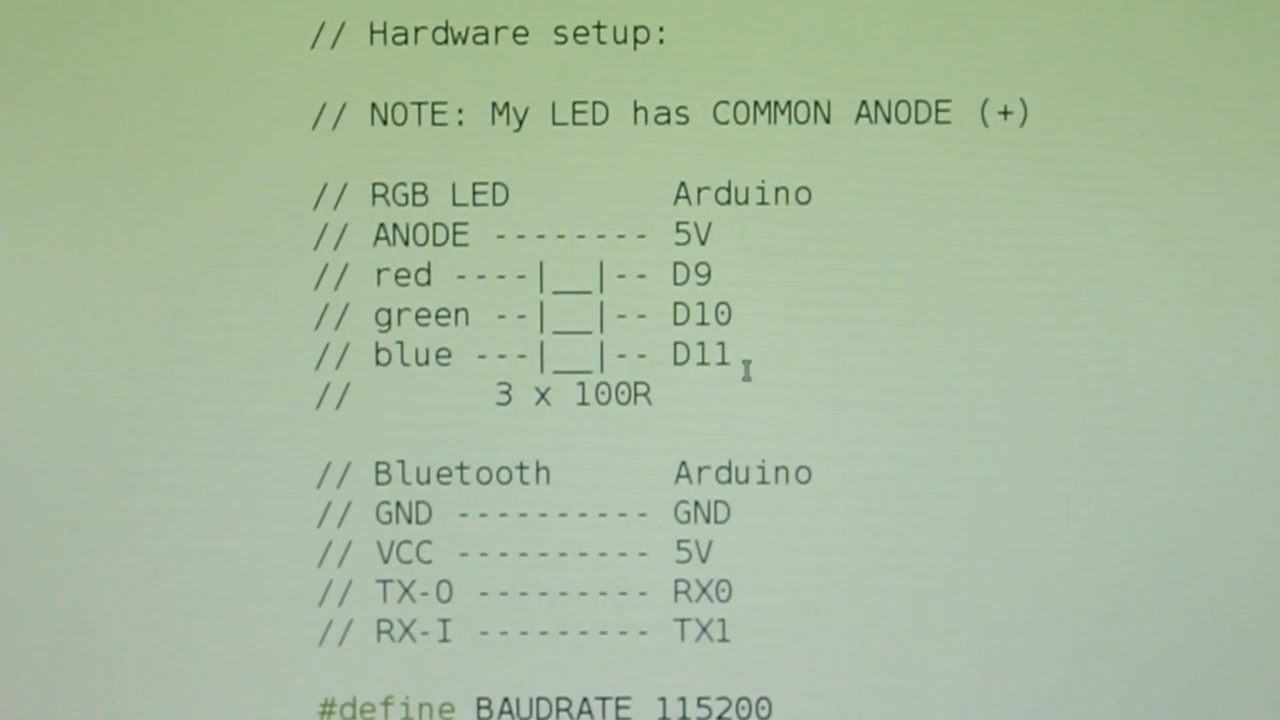 // Hardware setup:
// NOTE: My LED has COMMON ANODE (+)
// RGB LED Arduino
// ANODE -------- 5V
// red ----|__|-- D9
// green --|__|-- D10
// blue ---|__|-- D11
// 3 x 100R
// Bluetooth Arduino
// GND ---------- GND
// VCC ---------- 5V
// TX-O --------- RX0
// RX-I --------- TX1
#define BAUDRATE 115200